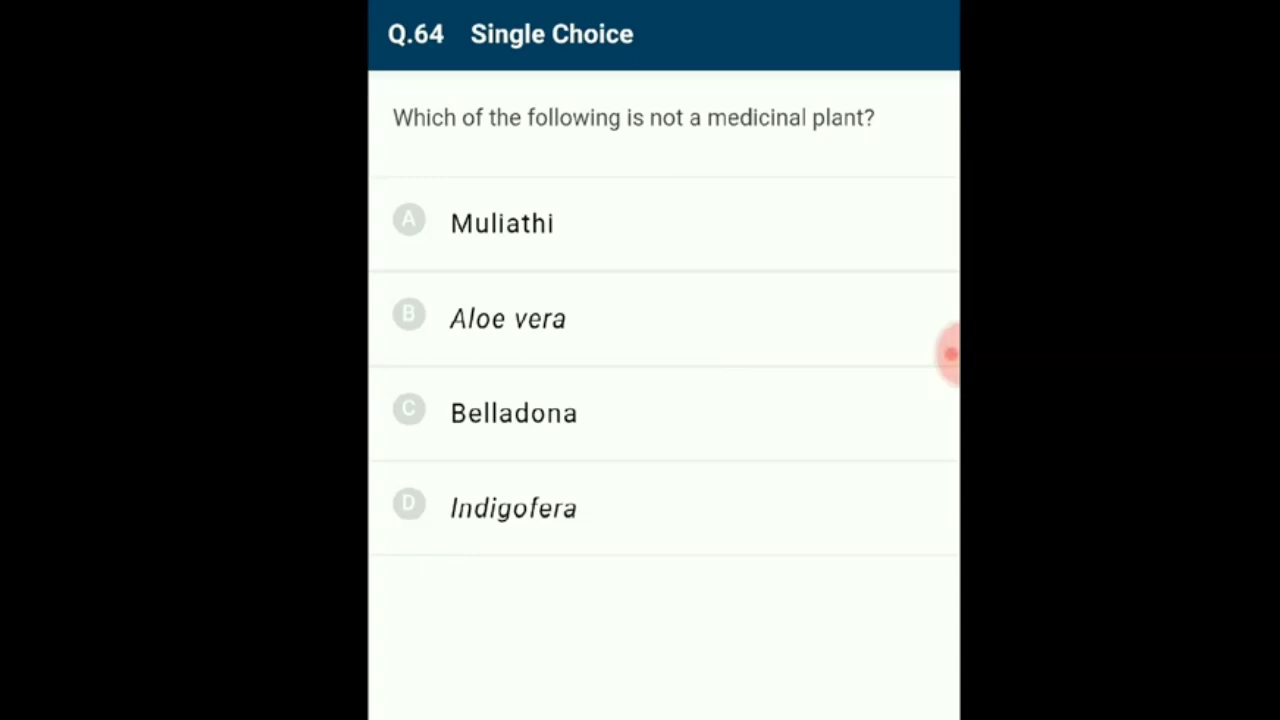 Q.64 Single Choice
Which of the following is not a medicinal plant?
A Muliathi
B Aloe vera
C Belladona
D Indigofera